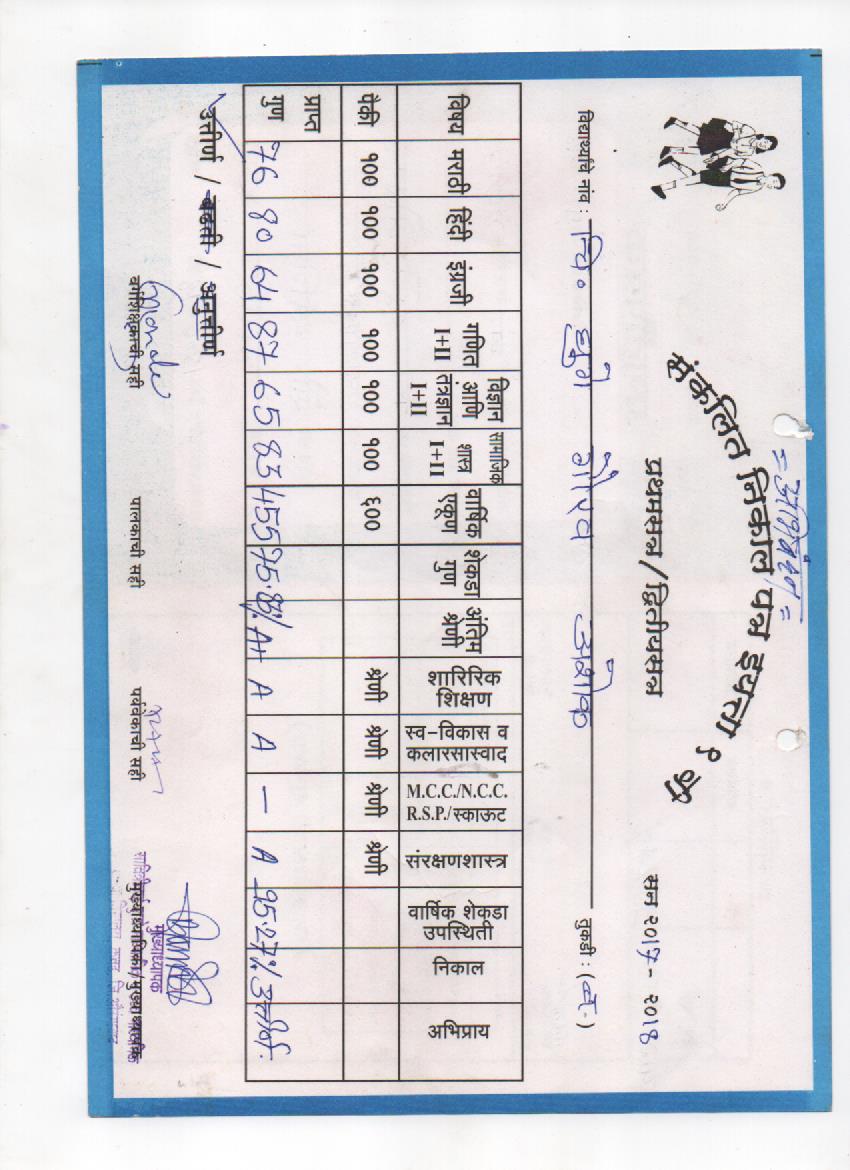 = अभिनंदन =
संकलित निकाल पत्र इयत्ता ९ वी
प्रथमसत्र/द्वितीयसत्र
सन २०१७ - २०१८
विद्यार्थ्याचे नांव : चि. घुगे गौरव अशोक
तुकडी : (क.)
विषय मराठी हिंदी इंग्रजी गणित I+II विज्ञान आणि तंत्रज्ञान I+II सामाजिक शास्त्र I+II वार्षिक एकूण शेकडा गुण अंतिम श्रेणी शारिरिक शिक्षण स्व-विकास व कलारसास्वाद M.C.C./N.C.C. R.S.P./स्काऊट संरक्षणशास्त्र वार्षिक शेकडा उपस्थिती निकाल अभिप्राय
पैकी १०० १०० १०० १०० १०० १०० ६०० श्रेणी श्रेणी श्रेणी श्रेणी
प्राप्त गुण 76 80 64 87 65 83 455 75.8% A+ A A - A 95.27% उत्तीर्ण
उत्तीर्ण / बढती / अनुत्तीर्ण
वर्गशिक्षकाची सही पालकाची सही पर्यवेक्षकाची सही मुख्याध्यापिका/मुख्याध्यापक
मुख्याध्यापक